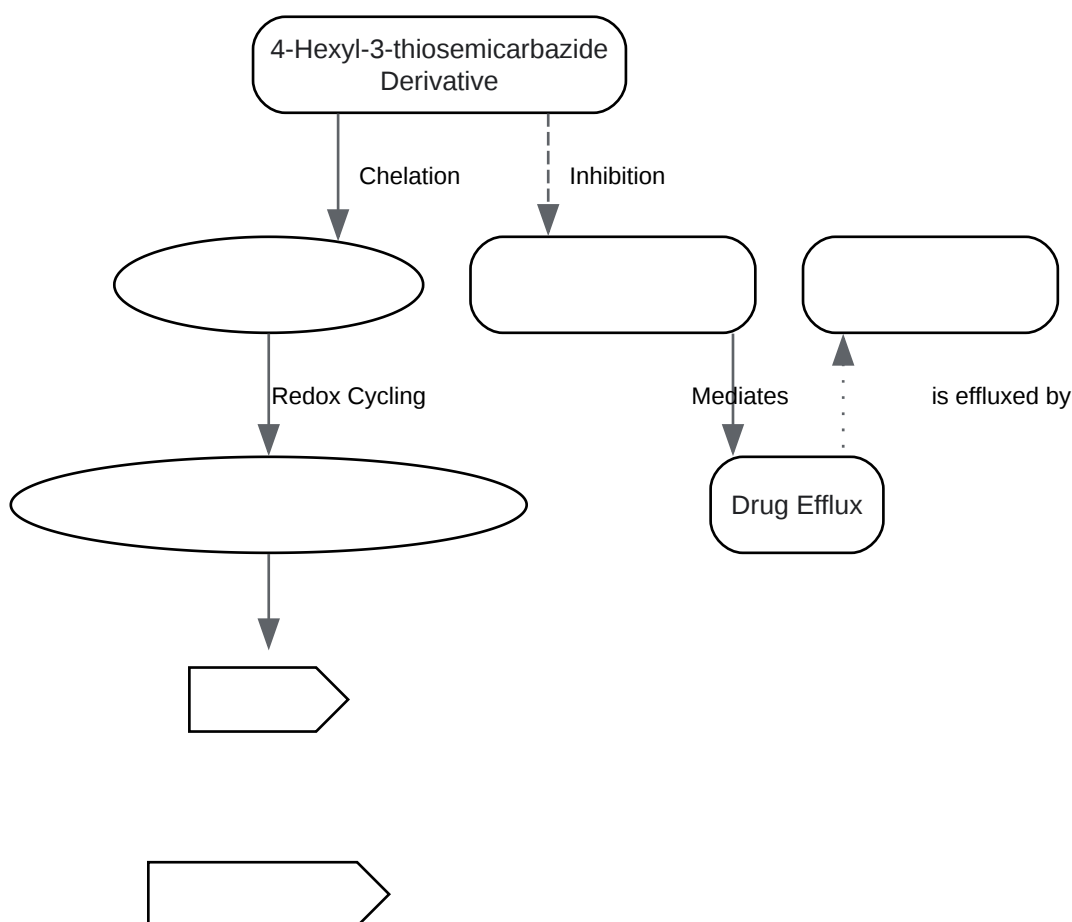 4-Hexyl-3-thiosemicarbazide
Derivative
Chelation
Inhibition
Redox Cycling
Mediates
is effluxed by
Drug Efflux